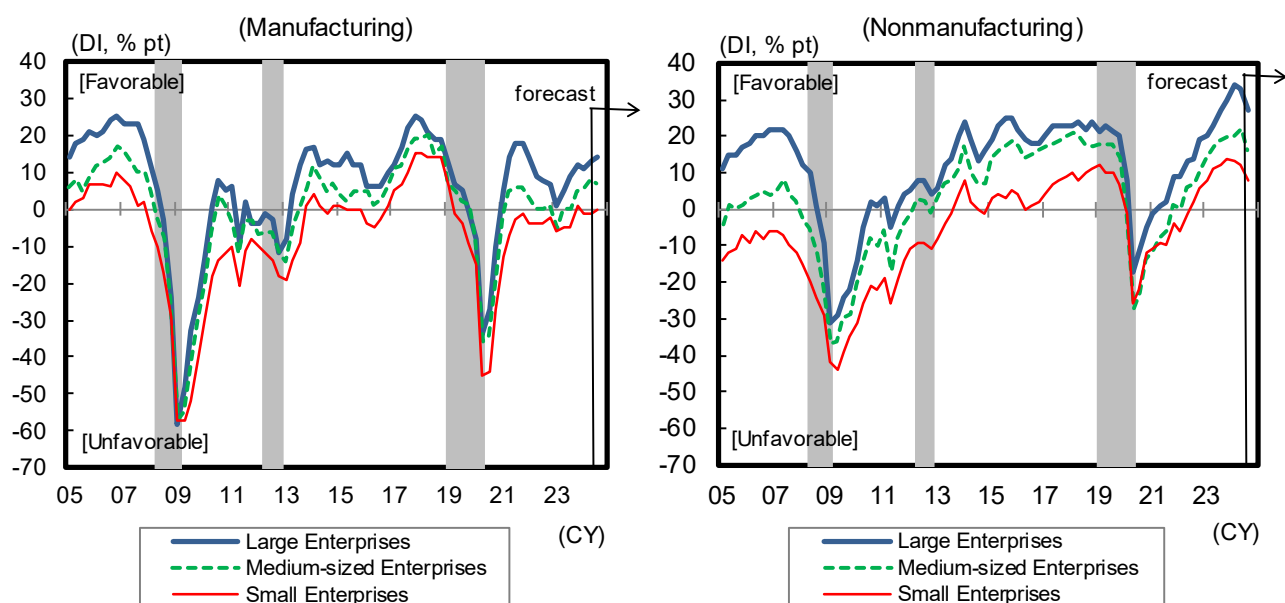 (Manufacturing)
(DI, % pt)
[Favorable]
forecast
40
30
20
10
0
-10
-20
-30
-40
-50
-60
-70
[Unfavorable]
05 07 09 11 13 15 17 19 21 23
(CY)
Large Enterprises
Medium-sized Enterprises
Small Enterprises
(Nonmanufacturing)
(DI, % pt)
[Favorable]
forecast
40
30
20
10
0
-10
-20
-30
-40
-50
-60
-70
[Unfavorable]
05 07 09 11 13 15 17 19 21 23
(CY)
Large Enterprises
Medium-sized Enterprises
Small Enterprises